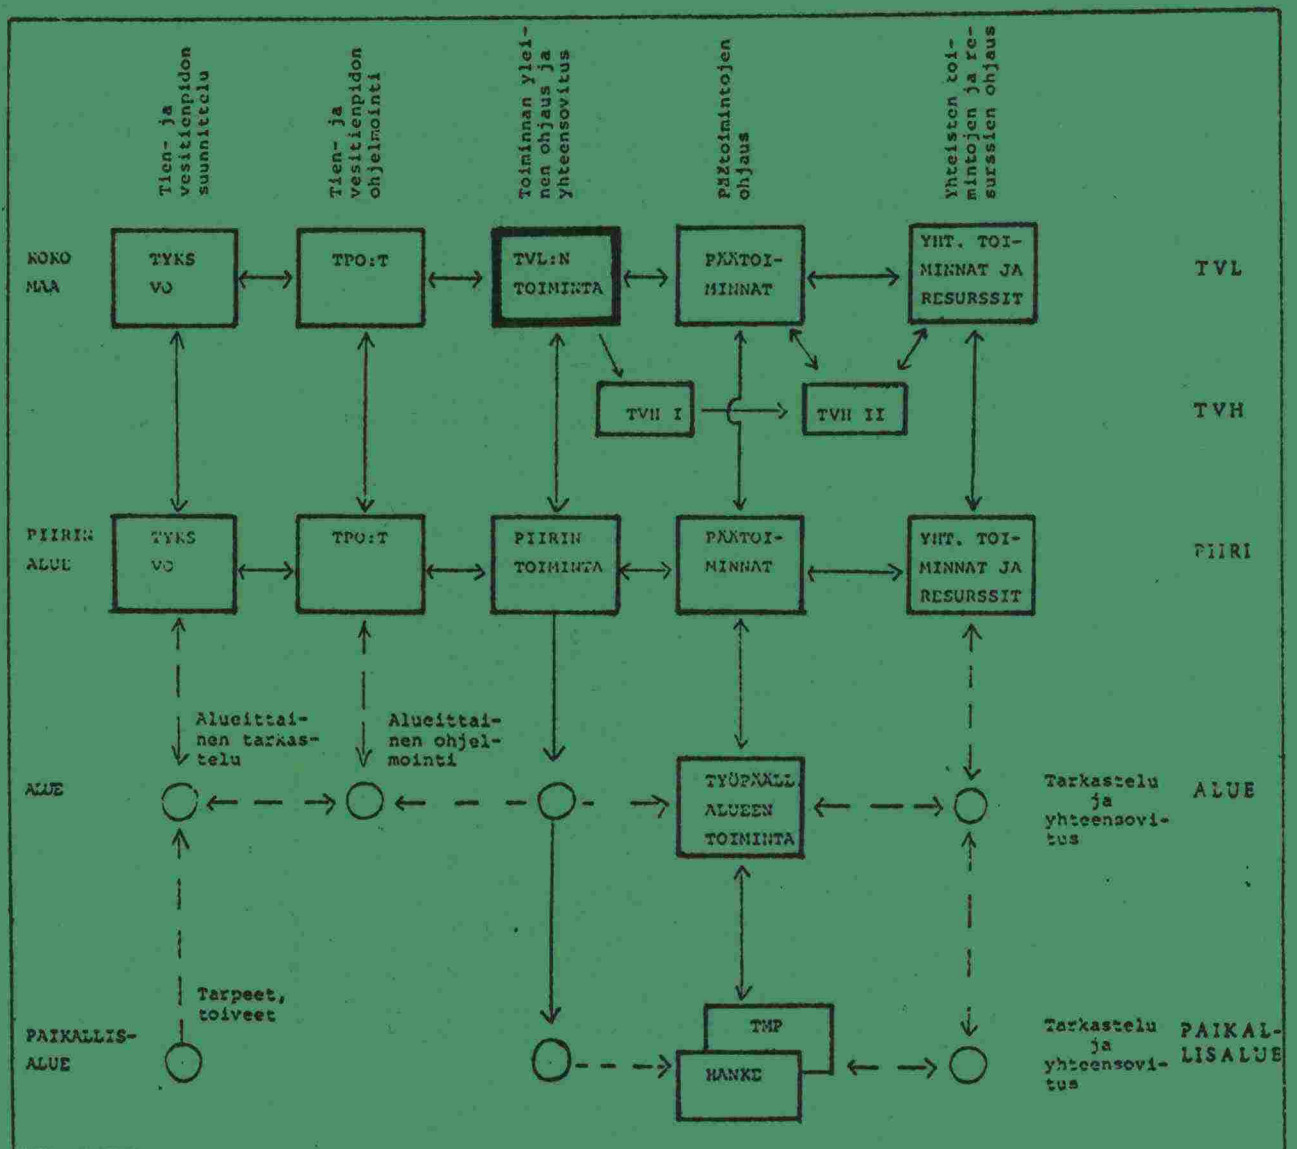 Tien- ja
vesitienpidon
suunnittelu
Tien- ja
vesitienpidon
ohjelmointi
Toiminnan ylei-
nen ohjaus ja
yhteensovitus
Päätoimintojen
ohjaus
Yhteisten toi-
mintojen ja re-
surssien ohjaus
KOKO
MAA
TYKS
VO
TPO:T
TVL:N
TOIMINTA
PÄÄTOI-
MINNAT
YHT. TOI-
MINNAT JA
RESURSSIT
TVL
TVH I
TVH II
TVH
PIIRIN
ALUE
TYKS
VO
TPO:T
PIIRIN
TOIMINTA
PÄÄTOI-
MINNAT
YHT. TOI-
MINNAT JA
RESURSSIT
PIIRI
Alueittai-
nen tarkas-
telu
Alueittai-
nen ohjel-
mointi
ALUE
TYÖPÄÄLL
ALUEEN
TOIMINTA
Tarkastelu
ja
yhteensovi-
tus
ALUE
Tarpeet,
toiveet
PAIKALLIS-
ALUE
TMP
HANKE
Tarkastelu
ja
yhteensovi-
tus
PAIKAL-
LISALUE